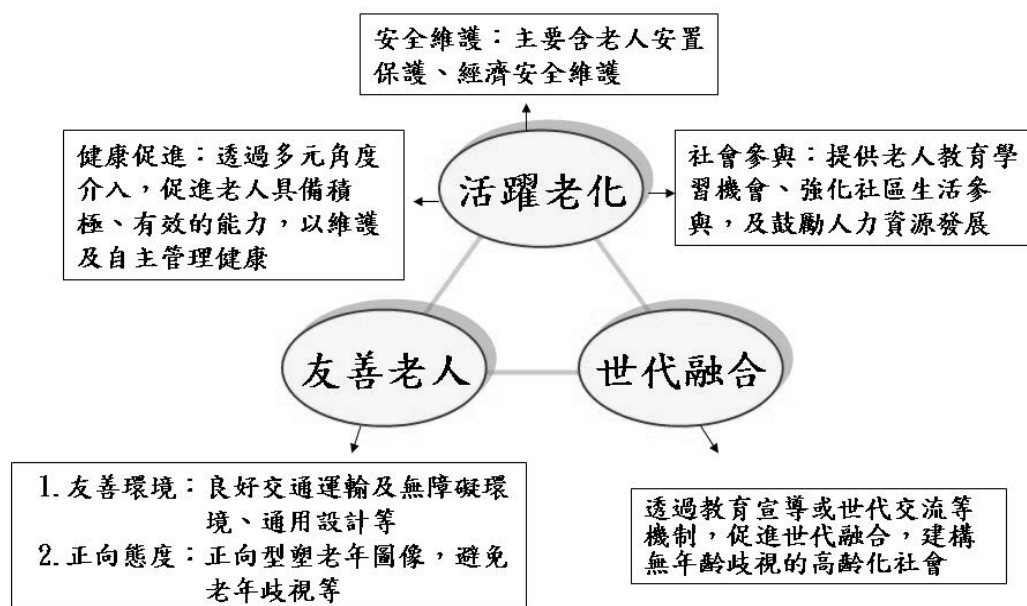 安全維護：主要含老人安置
保護、經濟安全維護
健康促進：透過多元角度
介入，促進老人具備積
極、有效的能力，以維護
及自主管理健康
活躍老化
社會參與：提供老人教育學
習機會、強化社區生活參
與，及鼓勵人力資源發展
友善老人
世代融合
1.友善環境：良好交通運輸及無障礙環
境、通用設計等
2.正向態度：正向型塑老年圖像，避免
老年歧視等
透過教育宣導或世代交流等
機制，促進世代融合，建構
無年齡歧視的高齡化社會